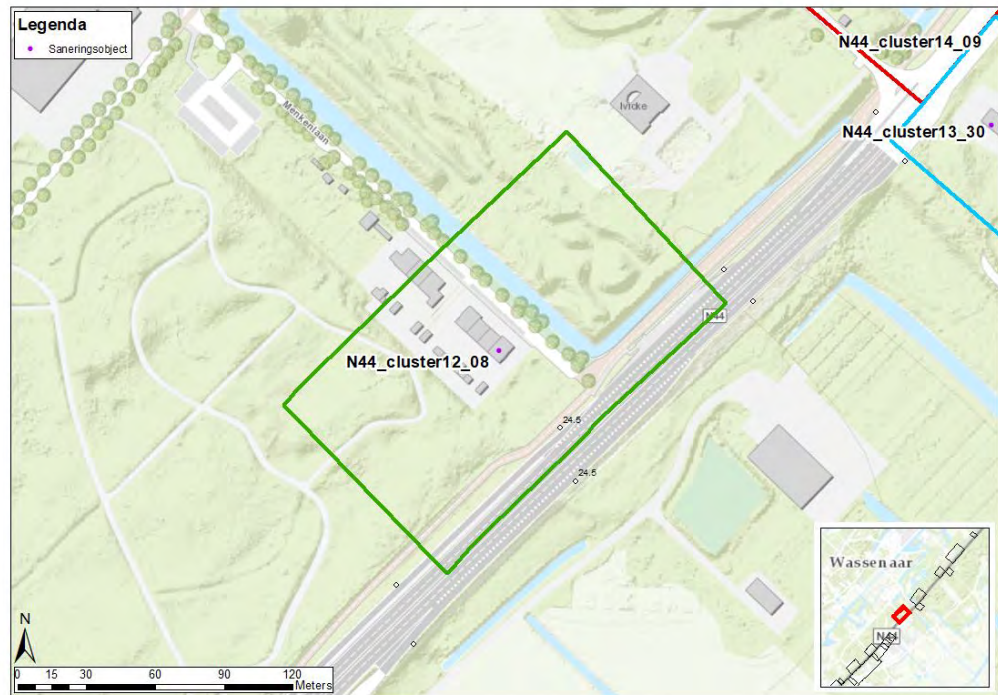 Legenda
Saneringsobject
N44_cluster14_09
Menkenlaan
Ivicke
N44_cluster13_30
N44
N44_cluster12_08
24.5
24.5
Wassenaar
N44
N
0 15 30 60 90 120
Meters